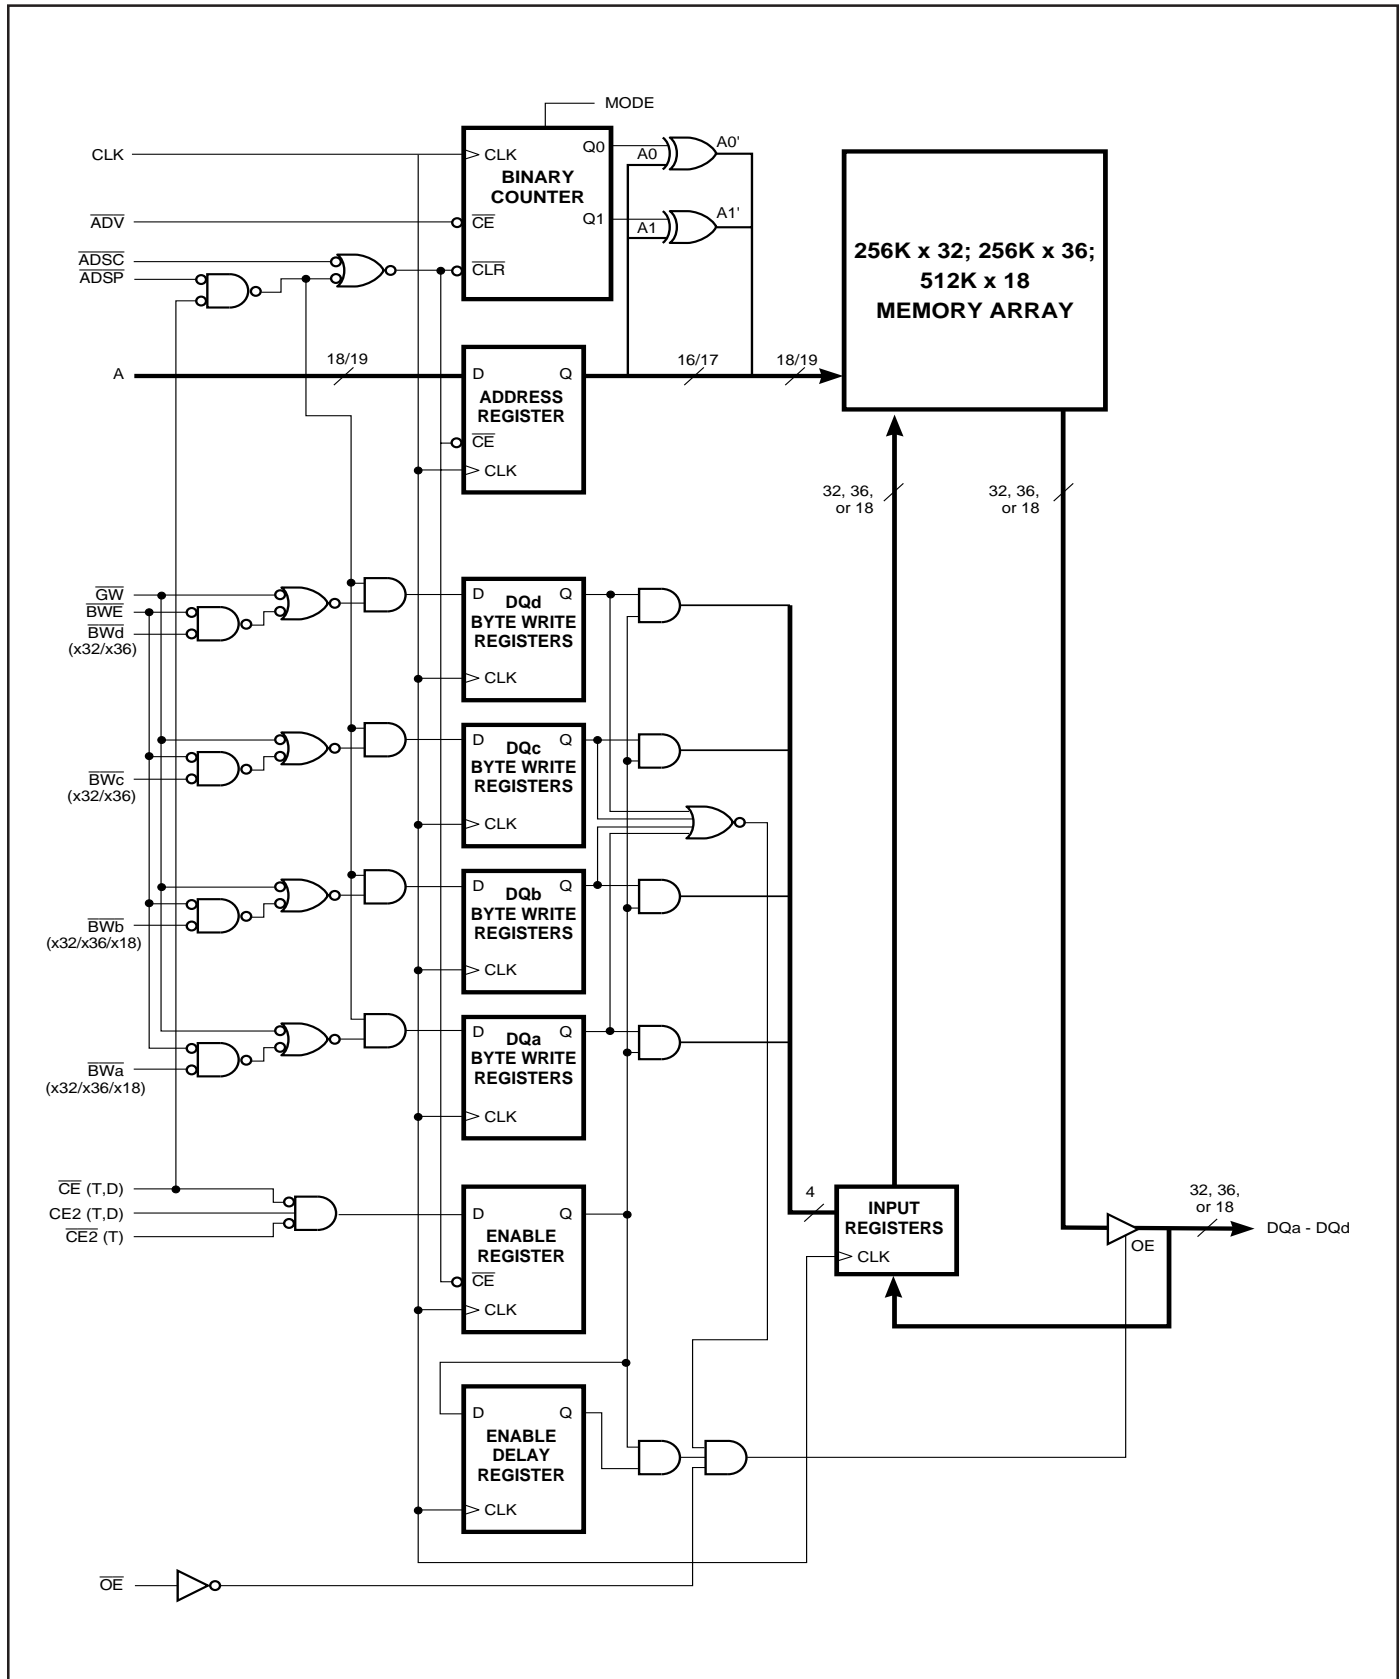 MODE
CLK
CLK
Q0
A0
A0'
BINARY
COUNTER
ADV
CE
Q1
A1
A1'
ADSC
ADSP
CLR
256K x 32; 256K x 36;
512K x 18
MEMORY ARRAY
A
18/19
D
Q
16/17
18/19
ADDRESS
REGISTER
CE
CLK
32, 36,
or 18
32, 36,
or 18
GW
BWE
BWd
(x32/x36)
D
DQd
Q
BYTE WRITE
REGISTERS
CLK
BWc
(x32/x36)
D
DQc
Q
BYTE WRITE
REGISTERS
CLK
BWb
(x32/x36/x18)
D
DQb
Q
BYTE WRITE
REGISTERS
CLK
BWa
(x32/x36/x18)
D
DQa
Q
BYTE WRITE
REGISTERS
CLK
CE (T,D)
CE2 (T,D)
CE2 (T)
D
Q
ENABLE
REGISTER
CE
CLK
4
INPUT
REGISTERS
CLK
32, 36,
or 18
OE
DQa - DQd
D
Q
ENABLE
DELAY
REGISTER
CLK
OE